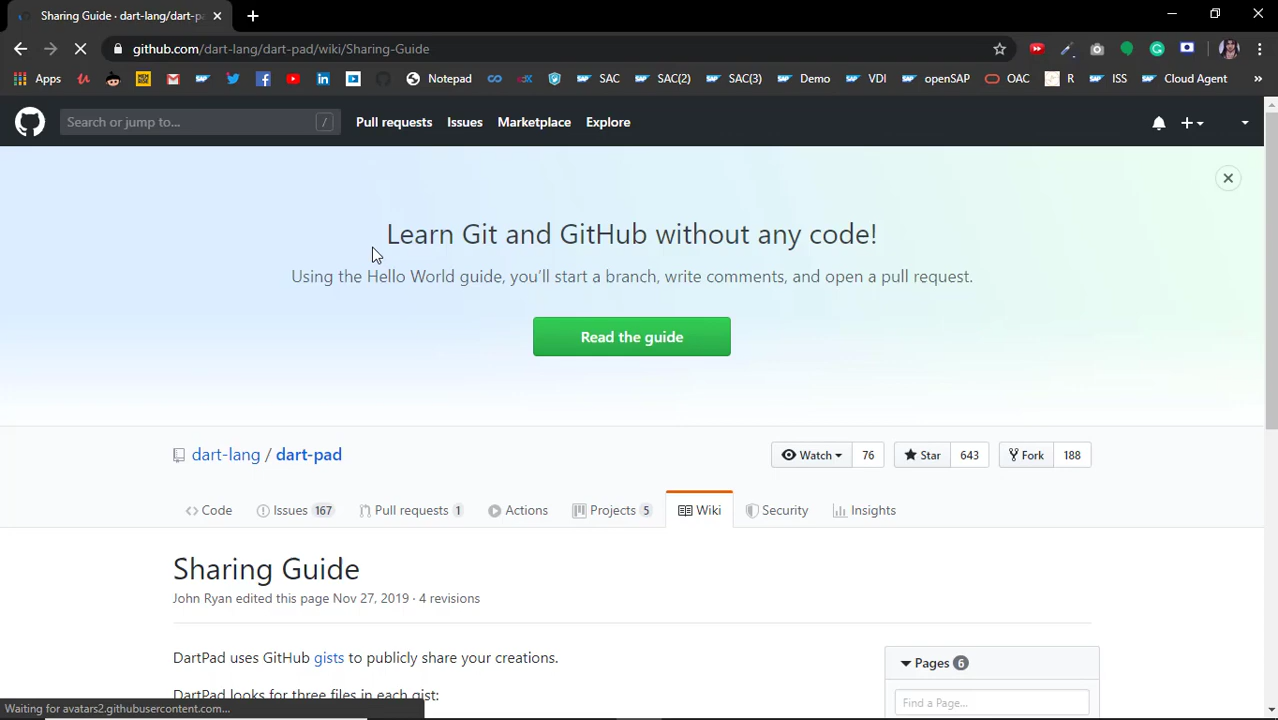 Sharing Guide · dart-lang/dart-pa
github.com/dart-lang/dart-pad/wiki/Sharing-Guide
Apps Notepad SAC SAC(2) SAC(3) Demo VDI openSAP OAC R ISS Cloud Agent »
Search or jump to... / Pull requests Issues Marketplace Explore
Learn Git and GitHub without any code!
Using the Hello World guide, you’ll start a branch, write comments, and open a pull request.
Read the guide
dart-lang / dart-pad Watch 76 Star 643 Fork 188
Code Issues 167 Pull requests 1 Actions Projects 5 Wiki Security Insights
Sharing Guide
John Ryan edited this page Nov 27, 2019 · 4 revisions
DartPad uses GitHub gists to publicly share your creations.
Pages 6
DartPad looks for three files in each gist:
Find a Page...
Waiting for avatars2.githubusercontent.com...